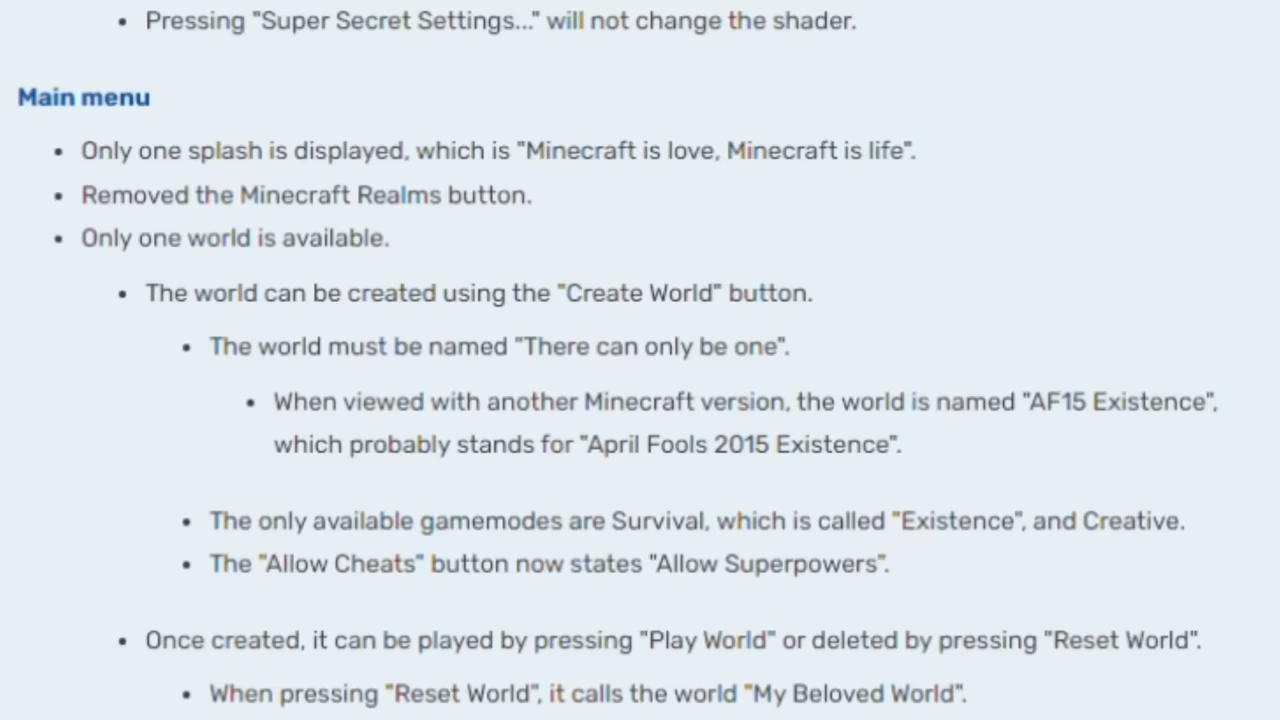 Pressing "Super Secret Settings..." will not change the shader.
Main menu
Only one splash is displayed, which is "Minecraft is love, Minecraft is life".
Removed the Minecraft Realms button.
Only one world is available.
The world can be created using the "Create World" button.
The world must be named "There can only be one".
When viewed with another Minecraft version, the world is named "AF15 Existence",
which probably stands for "April Fools 2015 Existence".
The only available gamemodes are Survival, which is called "Existence", and Creative.
The "Allow Cheats" button now states "Allow Superpowers".
Once created, it can be played by pressing "Play World" or deleted by pressing "Reset World".
When pressing "Reset World", it calls the world "My Beloved World".